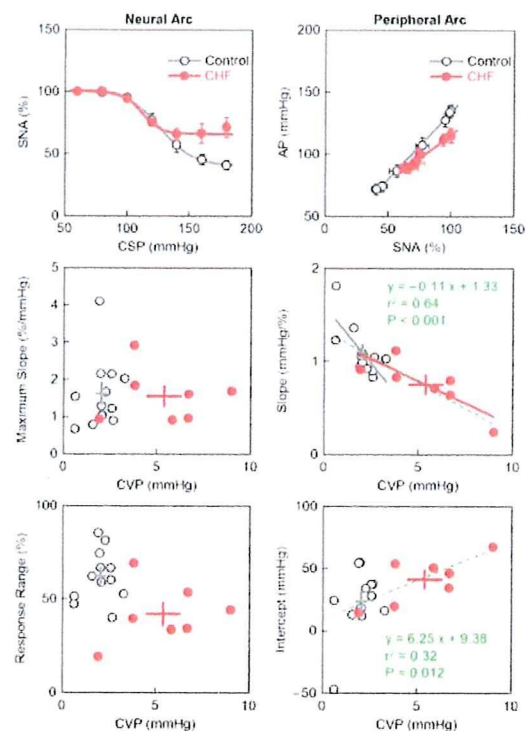 Neural Arc
Peripheral Arc
150
Control
CHF
100
50
0
SNA (%)
50
100
150
200
CSP (mmHg)
200
Control
CHF
150
100
50
AP (mmHg)
0
50
100
150
SNA (%)
5
4
3
2
1
0
Maximum Slope (%/mmHg)
0
5
10
CVP (mmHg)
2
1
0
Slope (mmHg/%)
y = −0.11 x + 1.33
r² = 0.64
P < 0.001
0
5
10
CVP (mmHg)
100
50
0
Response Range (%)
0
5
10
CVP (mmHg)
100
50
0
−50
Intercept (mmHg)
y = 6.25 x + 9.38
r² = 0.32
P = 0.012
0
5
10
CVP (mmHg)